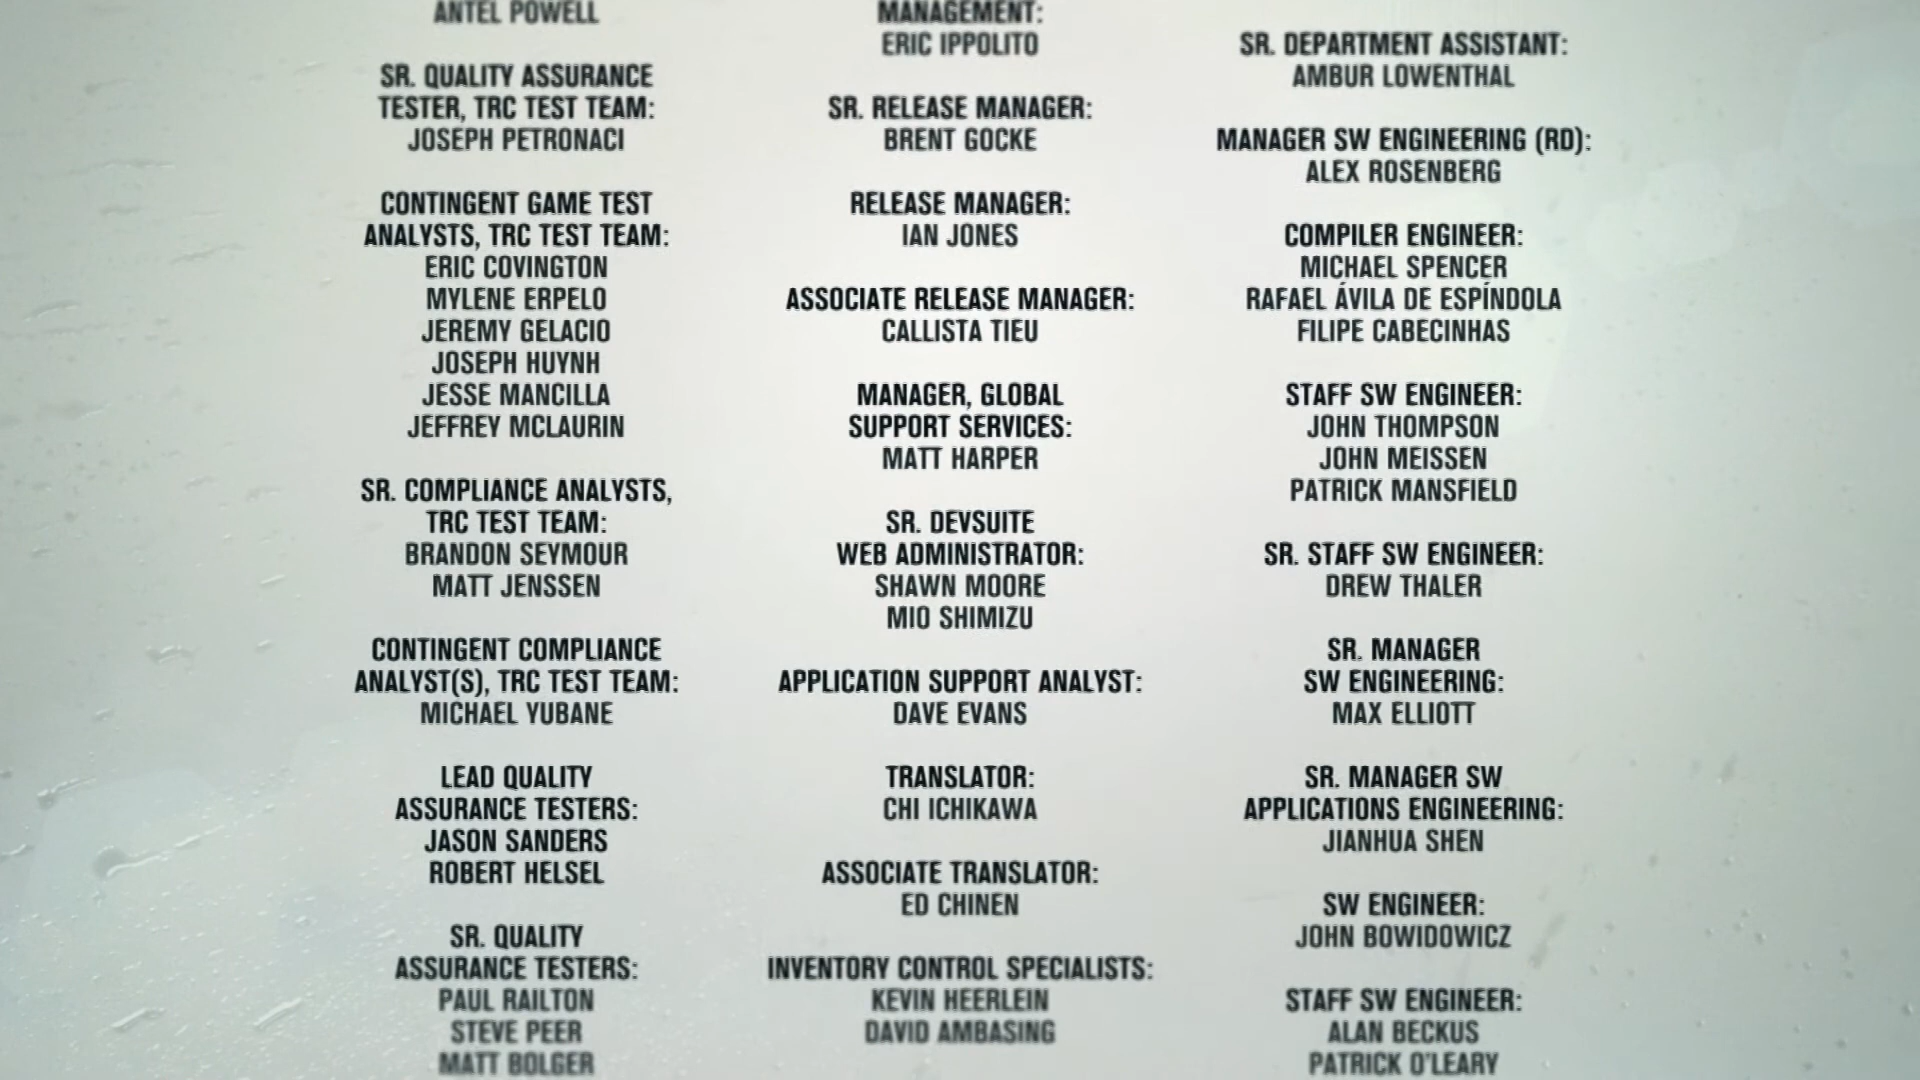 ANTEL POWELL
SR. QUALITY ASSURANCE
TESTER, TRC TEST TEAM:
JOSEPH PETRONACI
CONTINGENT GAME TEST
ANALYSTS, TRC TEST TEAM:
ERIC COVINGTON
MYLENE ERPELO
JEREMY GELACIO
JOSEPH HUYNH
JESSE MANCILLA
JEFFREY MCLAURIN
SR. COMPLIANCE ANALYSTS,
TRC TEST TEAM:
BRANDON SEYMOUR
MATT JENSSEN
CONTINGENT COMPLIANCE
ANALYST(S), TRC TEST TEAM:
MICHAEL YUBANE
LEAD QUALITY
ASSURANCE TESTERS:
JASON SANDERS
ROBERT HELSEL
SR. QUALITY
ASSURANCE TESTERS:
PAUL RAILTON
STEVE PEER
MATT BOLGER
MANAGEMENT:
ERIC IPPOLITO
SR. RELEASE MANAGER:
BRENT GOCKE
RELEASE MANAGER:
IAN JONES
ASSOCIATE RELEASE MANAGER:
CALLISTA TIEU
MANAGER, GLOBAL
SUPPORT SERVICES:
MATT HARPER
SR. DEVSUITE
WEB ADMINISTRATOR:
SHAWN MOORE
MIO SHIMIZU
APPLICATION SUPPORT ANALYST:
DAVE EVANS
TRANSLATOR:
CHI ICHIKAWA
ASSOCIATE TRANSLATOR:
ED CHINEN
INVENTORY CONTROL SPECIALISTS:
KEVIN HEERLEIN
DAVID AMBASING
SR. DEPARTMENT ASSISTANT:
AMBUR LOWENTHAL
MANAGER SW ENGINEERING (RD):
ALEX ROSENBERG
COMPILER ENGINEER:
MICHAEL SPENCER
RAFAEL ÁVILA DE ESPÍNDOLA
FILIPE CABECINHAS
STAFF SW ENGINEER:
JOHN THOMPSON
JOHN MEISSEN
PATRICK MANSFIELD
SR. STAFF SW ENGINEER:
DREW THALER
SR. MANAGER
SW ENGINEERING:
MAX ELLIOTT
SR. MANAGER SW
APPLICATIONS ENGINEERING:
JIANHUA SHEN
SW ENGINEER:
JOHN BOWIDOWICZ
STAFF SW ENGINEER:
ALAN BECKUS
PATRICK O'LEARY